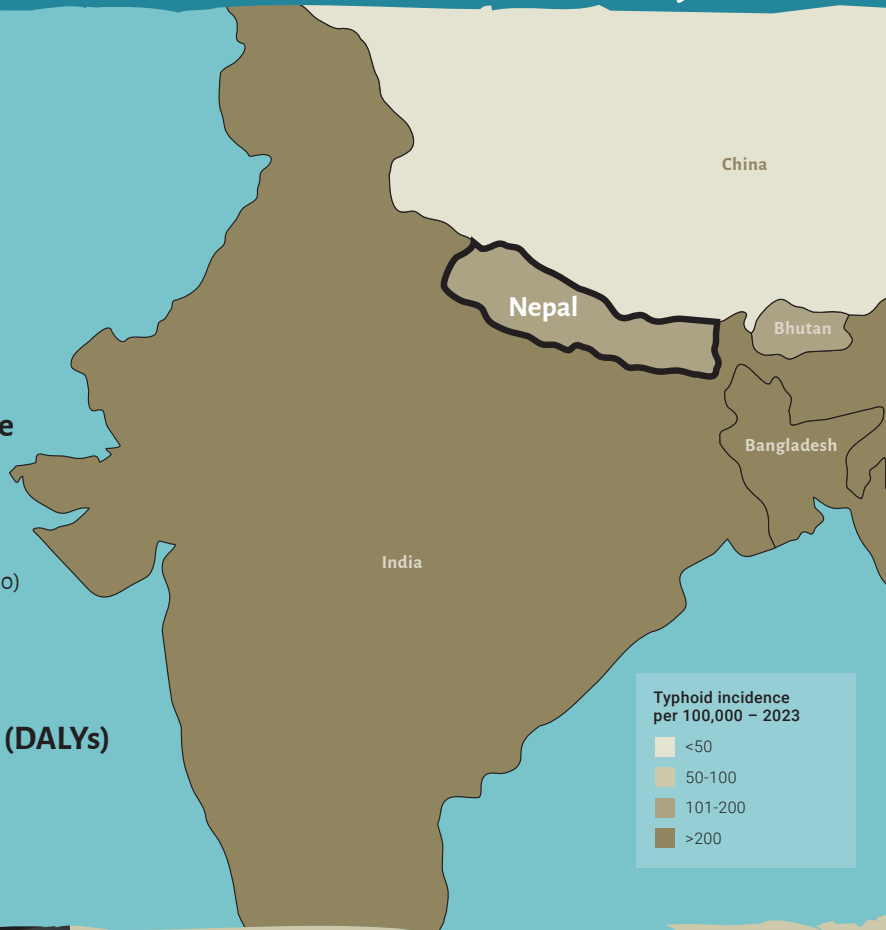 China
Nepal
Bhutan
e
Bangladesh
India
o)
(DALYs)
Typhoid incidence
per 100,000 – 2023
<50
50-100
101-200
>200